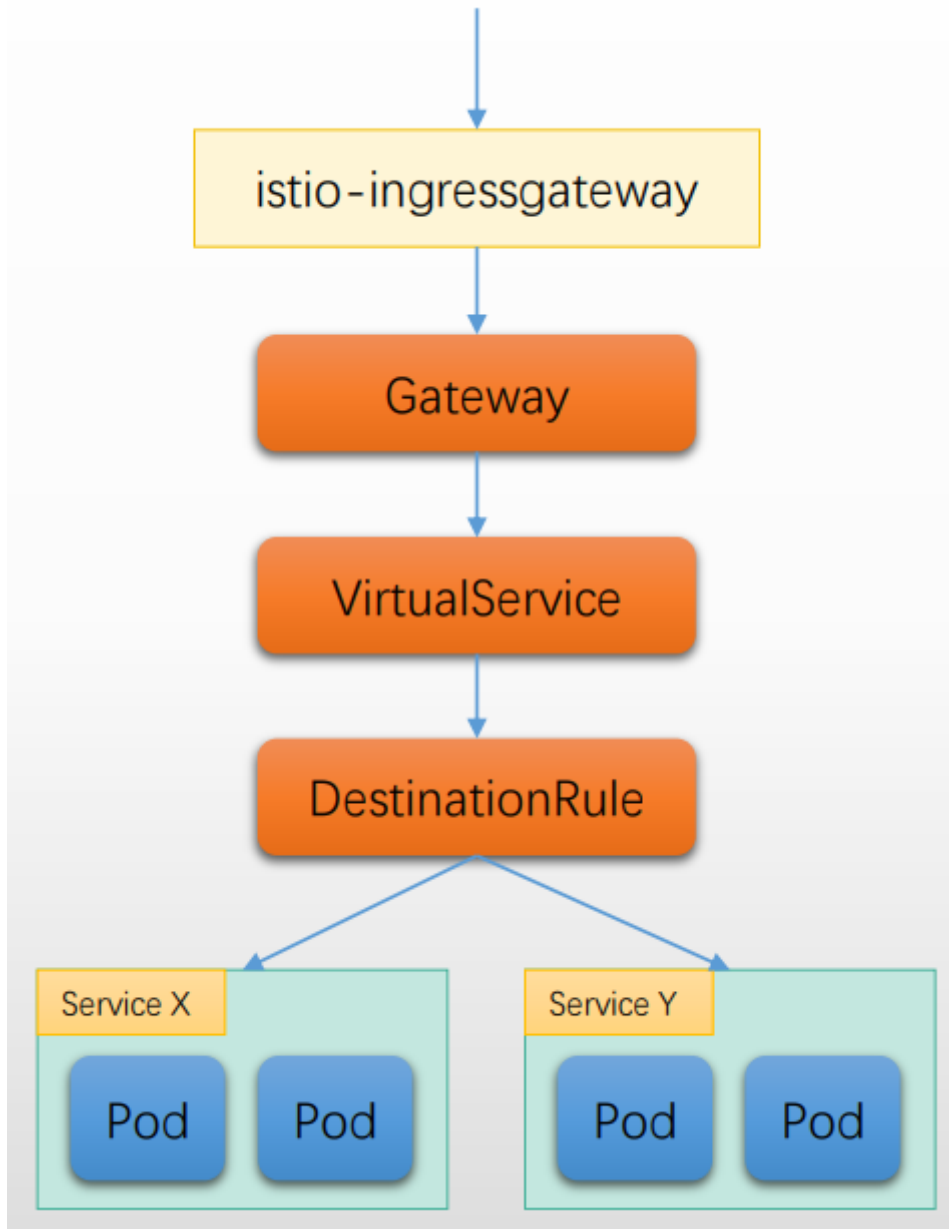 istio-ingressgateway
Gateway
VirtualService
DestinationRule
Service X
Pod
Pod
Service Y
Pod
Pod